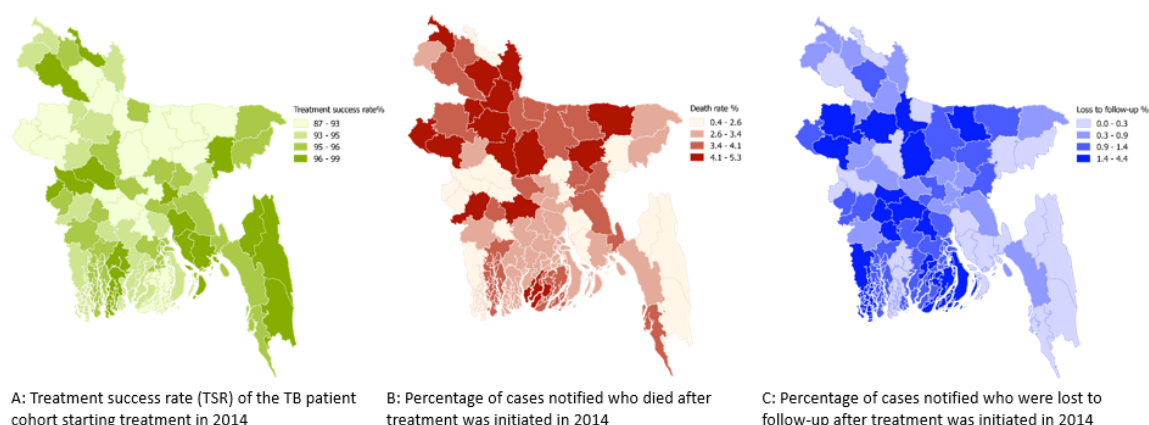 Treatment success rate%
87 - 93
93 - 95
95 - 96
96 - 99
Death rate %
0.4 - 2.6
2.6 - 3.4
3.4 - 4.1
4.1 - 5.3
Loss to follow-up %
0.0 - 0.3
0.3 - 0.9
0.9 - 1.4
1.4 - 4.4
A: Treatment success rate (TSR) of the TB patient
cohort starting treatment in 2014
B: Percentage of cases notified who died after
treatment was initiated in 2014
C: Percentage of cases notified who were lost to
follow-up after treatment was initiated in 2014